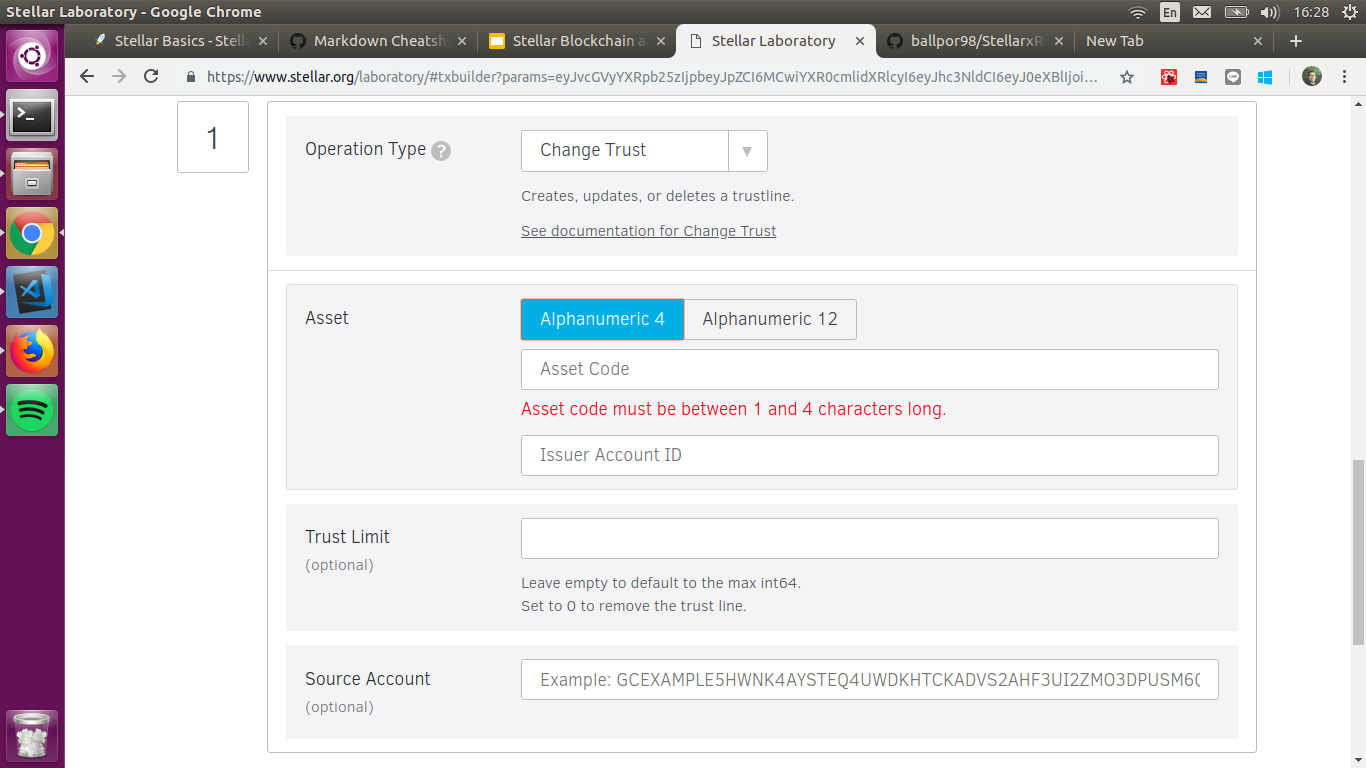 Stellar Laboratory - Google Chrome
En
16:28
Stellar Basics - Stell
Markdown Cheatsh
Stellar Blockchain a
Stellar Laboratory
ballpor98/StellarxR
New Tab
https://www.stellar.org/laboratory/#txbuilder?params=eyJvcGVyYXRpb25zIjpbeyJpZCI6MCwiYXR0cmlidXRlcyI6eyJhc3NldCI6eyJ0eXBlIjoi...
1
Operation Type ?
Change Trust
Creates, updates, or deletes a trustline.
See documentation for Change Trust
Asset
Alphanumeric 4
Alphanumeric 12
Asset Code
Asset code must be between 1 and 4 characters long.
Issuer Account ID
Trust Limit
(optional)
Leave empty to default to the max int64.
Set to 0 to remove the trust line.
Source Account
(optional)
Example: GCEXAMPLE5HWNK4AYSTEQ4UWDKHTCKADVS2AHF3UI2ZMO3DPUSM6Q